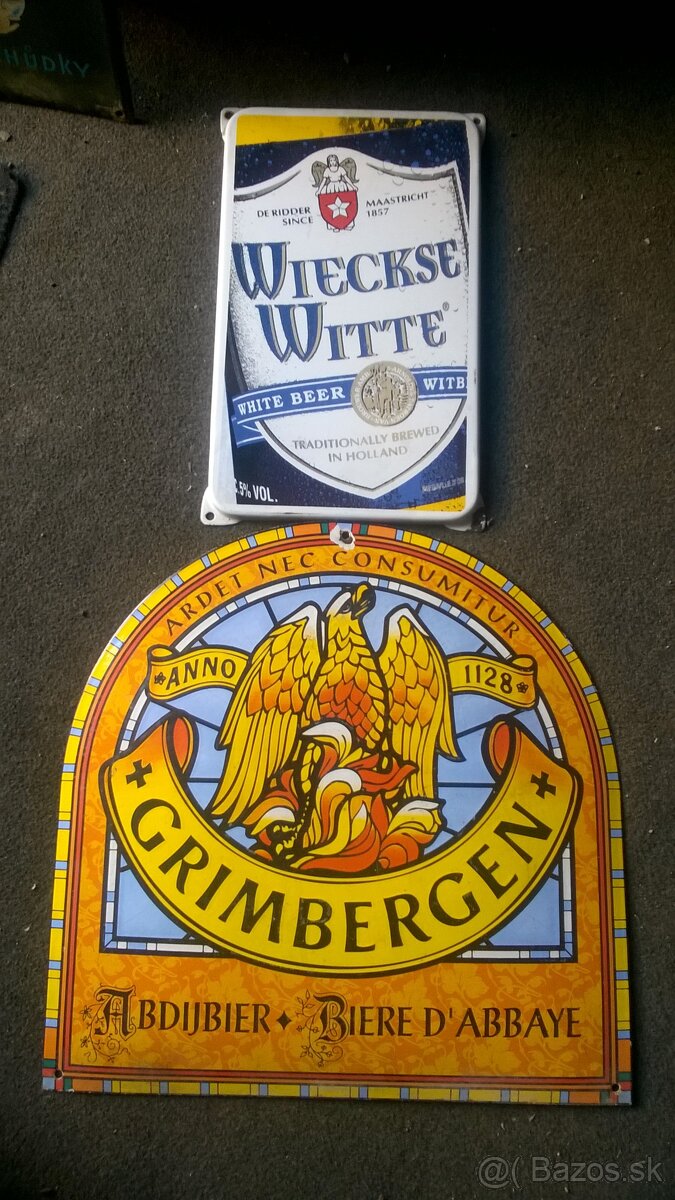 HŮDKY
DE RIDDER MAASTRICHT
SINCE 1857
WIECKSE
WITTE®
WHITE BEER WITB
TRADITIONALLY BREWED
IN HOLLAND
5% VOL.
ARDET NEC CONSUMITUR
ANNO 1128
GRIMBERGEN
ABDIJBIER BIERE D'ABBAYE
@( Bazos.sk